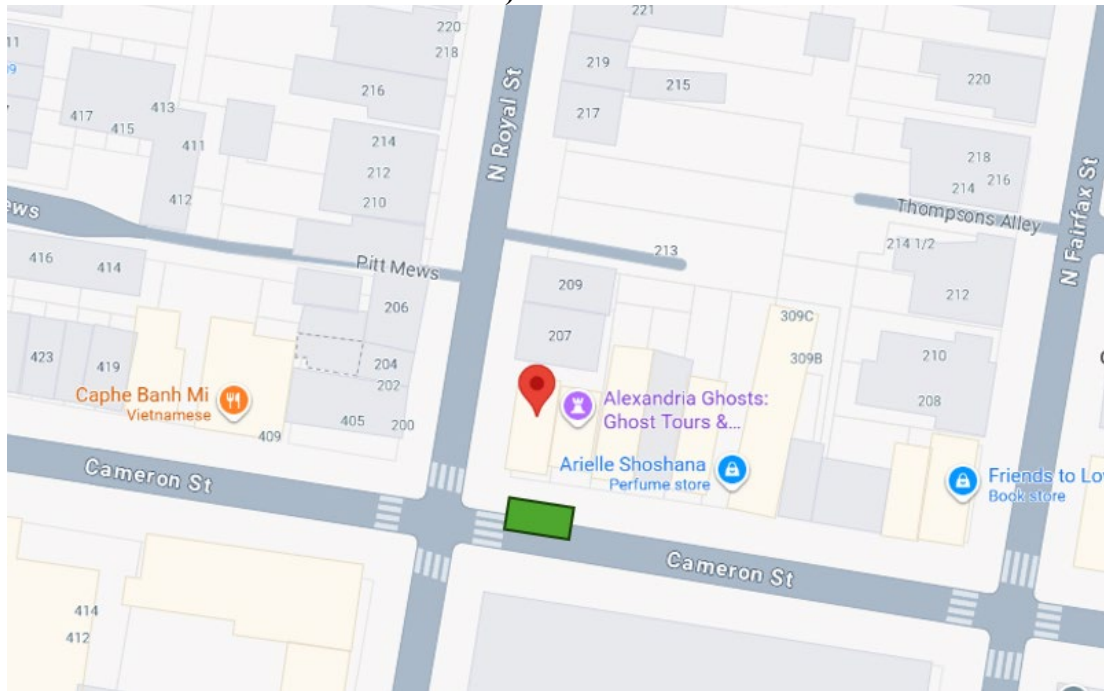 221
220
218
11
09
219
215
220
216
417
413
415
217
N Royal St
411
214
212
218
216
214
N Fairfax St
412
210
Thompsons Alley
ews
214 1/2
416
414
Pitt Mews
213
209
212
206
309C
207
423
419
204
309B
210
202
Caphe Banh Mi
Vietnamese
Alexandria Ghosts:
Ghost Tours &...
208
409
405
200
Cameron St
Arielle Shoshana
Perfume store
Friends to Lov
Book store
Cameron St
414
412